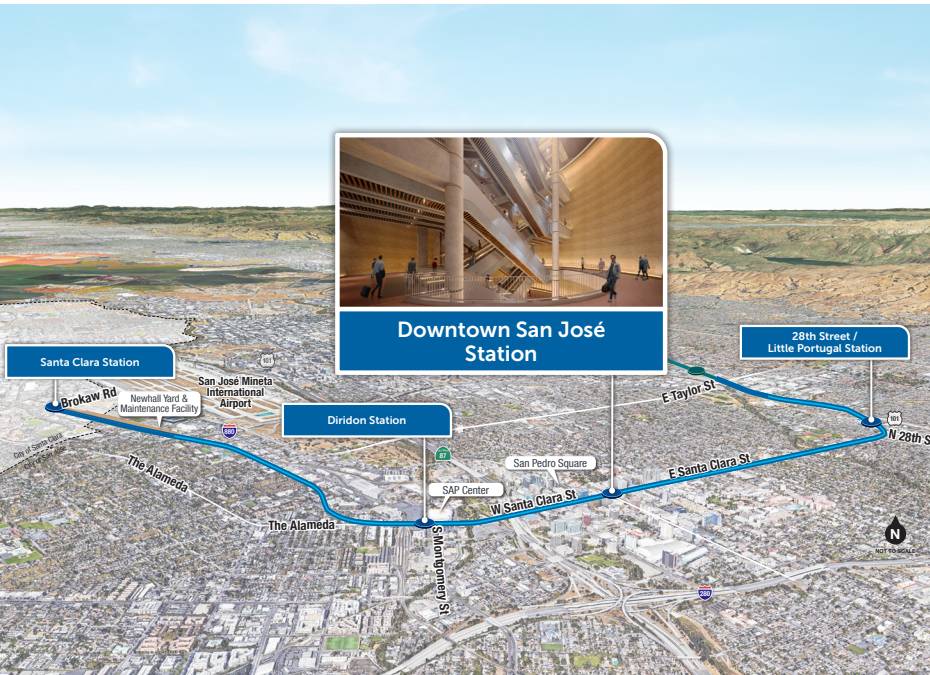 Downtown San José
Station
28th Street /
Little Portugal Station
Santa Clara Station
101
San José Mineta
International
Airport
E Taylor St
Brokaw Rd
Newhall Yard &
Maintenance Facility
Diridon Station
101
N 28th S
880
City of Santa Clara
87
San Pedro Square
E Santa Clara St
The Alameda
SAP Center
W Santa Clara St
The Alameda
S Montgomery St
N
NOT TO SCALE
280